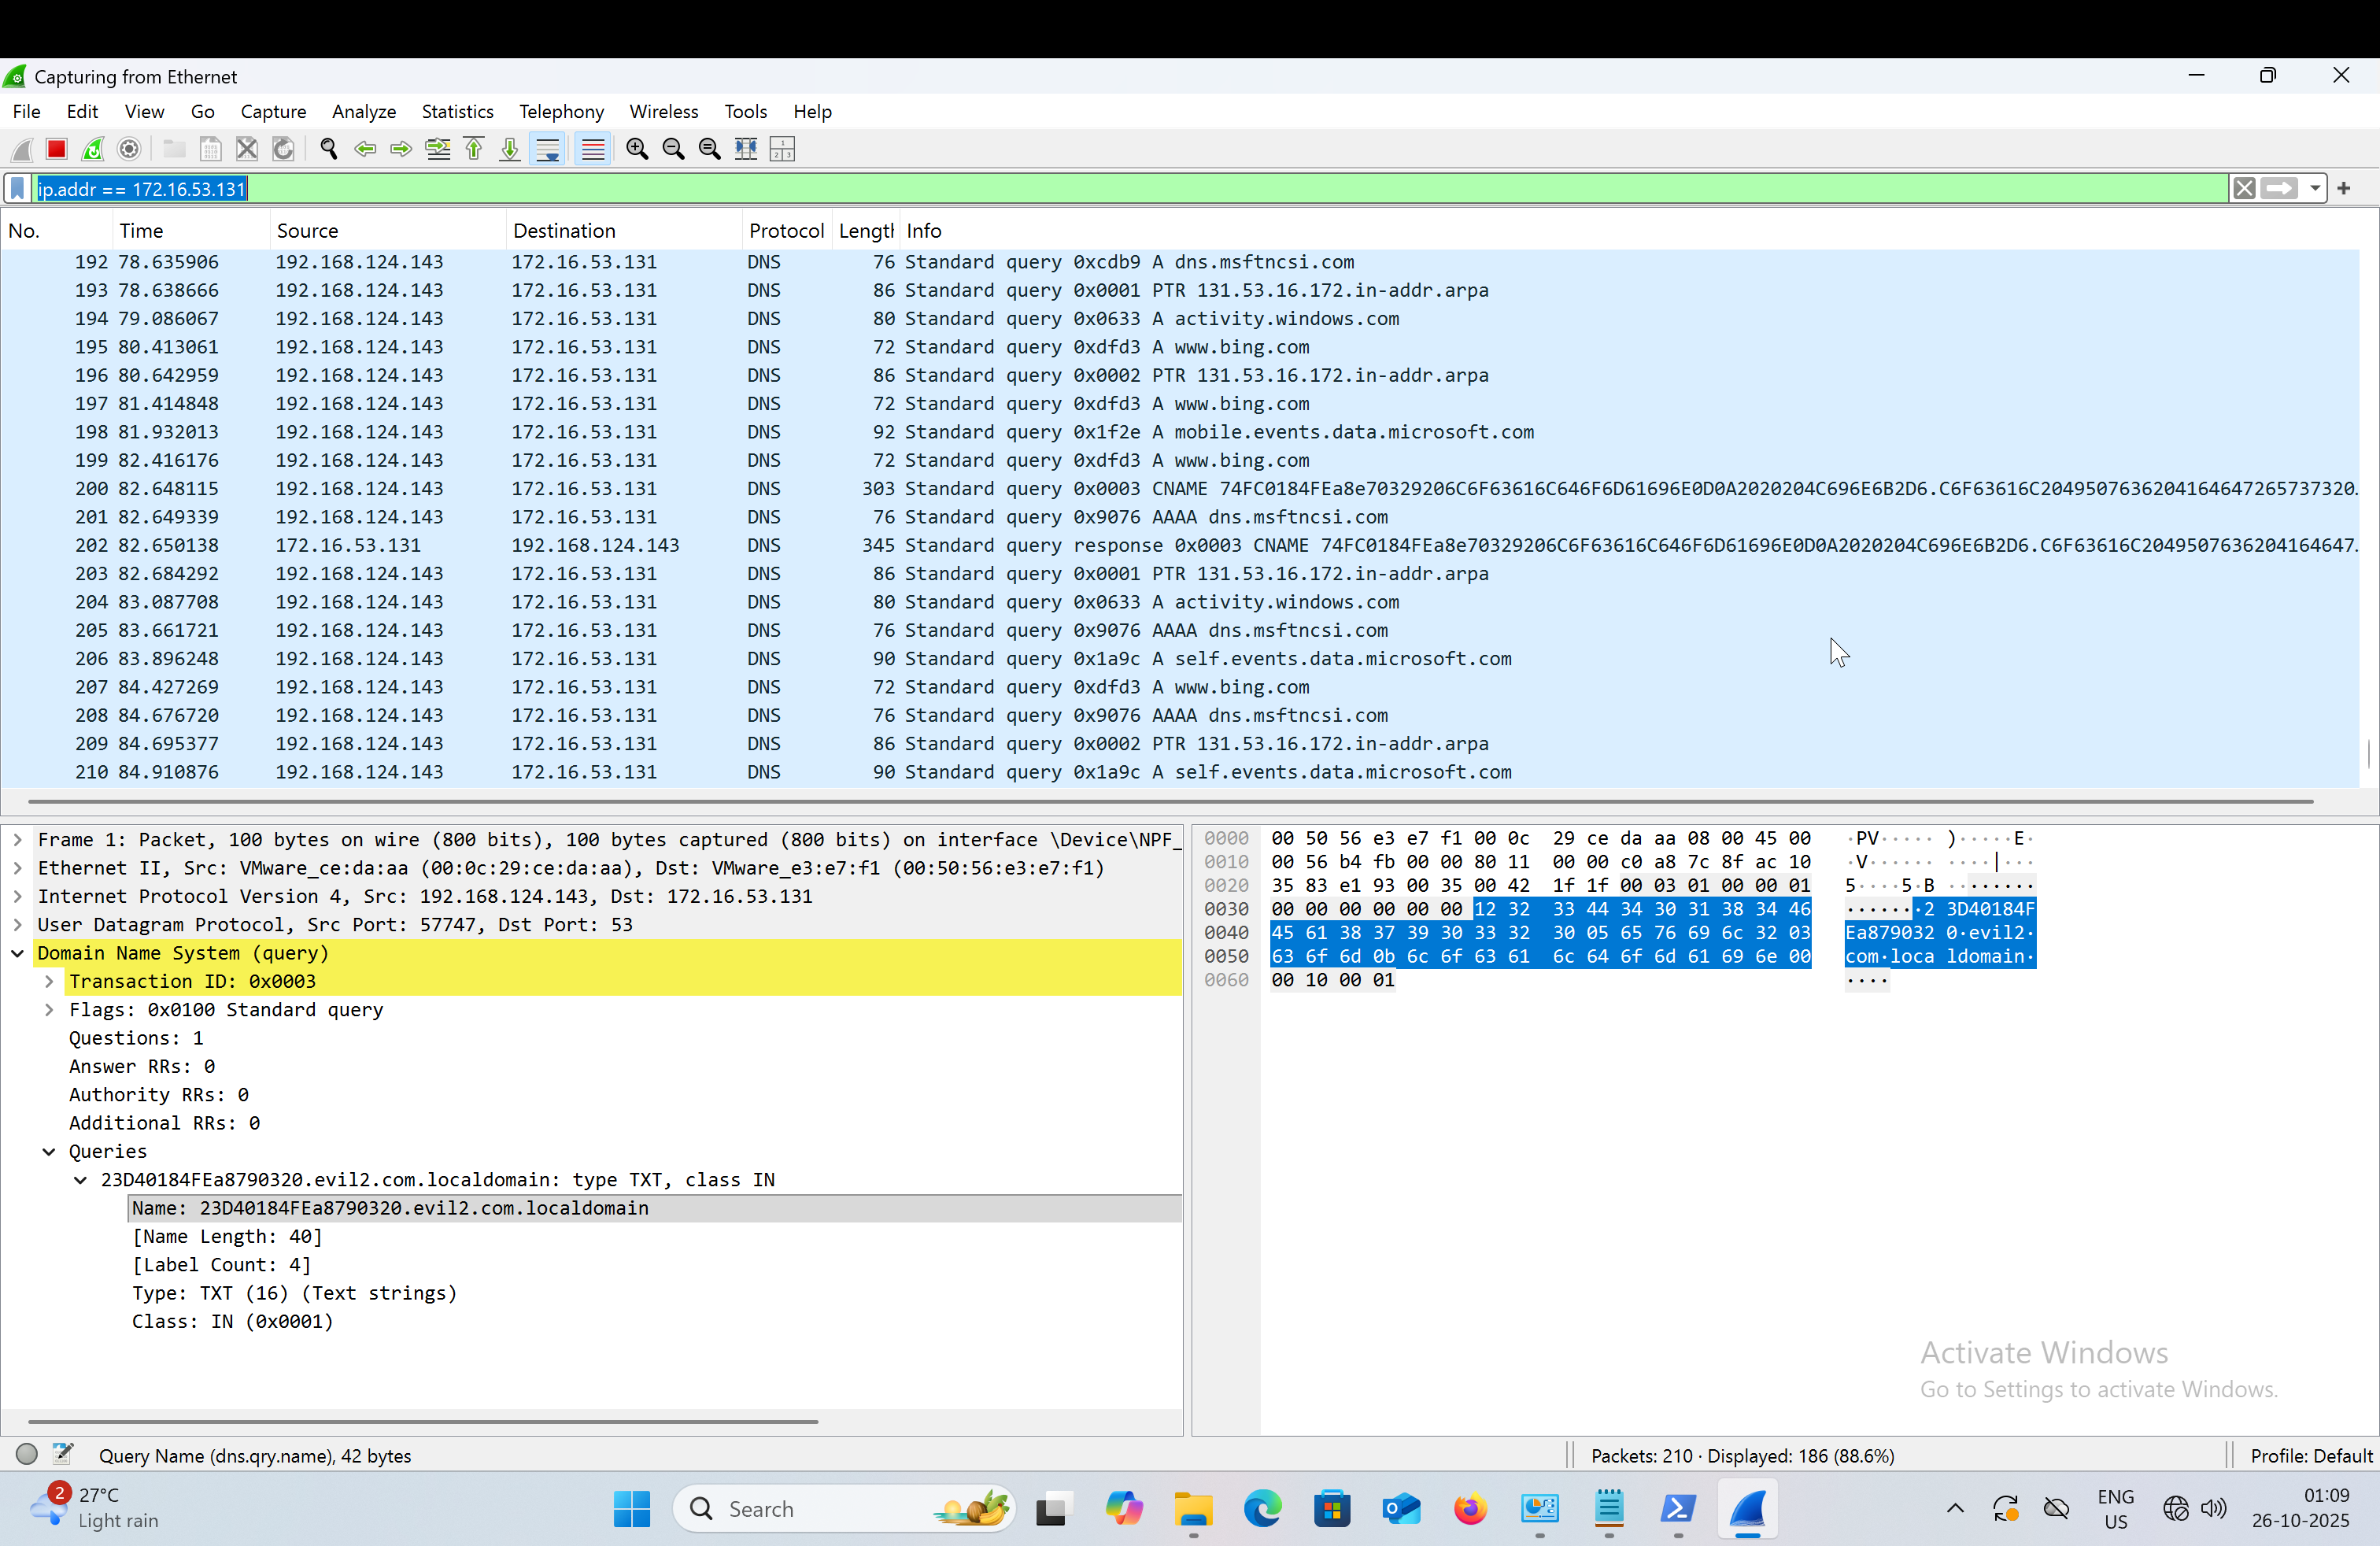 Capturing from Ethernet
File Edit View Go Capture Analyze Statistics Telephony Wireless Tools Help
ip.addr == 172.16.53.131
No. Time Source Destination Protocol Length Info
192 78.635906 192.168.124.143 172.16.53.131 DNS 76 Standard query 0xcdb9 A dns.msftncsi.com
193 78.638666 192.168.124.143 172.16.53.131 DNS 86 Standard query 0x0001 PTR 131.53.16.172.in-addr.arpa
194 79.086067 192.168.124.143 172.16.53.131 DNS 80 Standard query 0x0633 A activity.windows.com
195 80.413061 192.168.124.143 172.16.53.131 DNS 72 Standard query 0xdfd3 A www.bing.com
196 80.642959 192.168.124.143 172.16.53.131 DNS 86 Standard query 0x0002 PTR 131.53.16.172.in-addr.arpa
197 81.414848 192.168.124.143 172.16.53.131 DNS 72 Standard query 0xdfd3 A www.bing.com
198 81.932013 192.168.124.143 172.16.53.131 DNS 92 Standard query 0x1f2e A mobile.events.data.microsoft.com
199 82.416176 192.168.124.143 172.16.53.131 DNS 72 Standard query 0xdfd3 A www.bing.com
200 82.648115 192.168.124.143 172.16.53.131 DNS 303 Standard query 0x0003 CNAME 74FC0184FEa8e70329206C6F63616C646F6D61696E0D0A2020204C696E6B2D6.C6F63616C2049507636204164647265737320.
201 82.649339 192.168.124.143 172.16.53.131 DNS 76 Standard query 0x9076 AAAA dns.msftncsi.com
202 82.650138 172.16.53.131 192.168.124.143 DNS 345 Standard query response 0x0003 CNAME 74FC0184FEa8e70329206C6F63616C646F6D61696E0D0A2020204C696E6B2D6.C6F63616C2049507636204164647.
203 82.684292 192.168.124.143 172.16.53.131 DNS 86 Standard query 0x0001 PTR 131.53.16.172.in-addr.arpa
204 83.087708 192.168.124.143 172.16.53.131 DNS 80 Standard query 0x0633 A activity.windows.com
205 83.661721 192.168.124.143 172.16.53.131 DNS 76 Standard query 0x9076 AAAA dns.msftncsi.com
206 83.896248 192.168.124.143 172.16.53.131 DNS 90 Standard query 0x1a9c A self.events.data.microsoft.com
207 84.427269 192.168.124.143 172.16.53.131 DNS 72 Standard query 0xdfd3 A www.bing.com
208 84.676720 192.168.124.143 172.16.53.131 DNS 76 Standard query 0x9076 AAAA dns.msftncsi.com
209 84.695377 192.168.124.143 172.16.53.131 DNS 86 Standard query 0x0002 PTR 131.53.16.172.in-addr.arpa
210 84.910876 192.168.124.143 172.16.53.131 DNS 90 Standard query 0x1a9c A self.events.data.microsoft.com
Frame 1: Packet, 100 bytes on wire (800 bits), 100 bytes captured (800 bits) on interface \Device\NPF_
Ethernet II, Src: VMware_ce:da:aa (00:0c:29:ce:da:aa), Dst: VMware_e3:e7:f1 (00:50:56:e3:e7:f1)
Internet Protocol Version 4, Src: 192.168.124.143, Dst: 172.16.53.131
User Datagram Protocol, Src Port: 57747, Dst Port: 53
Domain Name System (query)
Transaction ID: 0x0003
Flags: 0x0100 Standard query
Questions: 1
Answer RRs: 0
Authority RRs: 0
Additional RRs: 0
Queries
23D40184FEa8790320.evil2.com.localdomain: type TXT, class IN
Name: 23D40184FEa8790320.evil2.com.localdomain
[Name Length: 40]
[Label Count: 4]
Type: TXT (16) (Text strings)
Class: IN (0x0001)
0000 00 50 56 e3 e7 f1 00 0c 29 ce da aa 08 00 45 00 ·PV····· )·····E·
0010 00 56 b4 fb 00 00 80 11 00 00 c0 a8 7c 8f ac 10 ·V······ ····|···
0020 35 83 e1 93 00 35 00 42 1f 1f 00 03 01 00 00 01 5····5·B ········
0030 00 00 00 00 00 00 12 32 33 44 34 30 31 38 34 46 ·······2 3D40184F
0040 45 61 38 37 39 30 33 32 30 05 65 76 69 6c 32 03 Ea879032 0·evil2·
0050 63 6f 6d 0b 6c 6f 63 61 6c 64 6f 6d 61 69 6e 00 com·loca ldomain·
0060 00 10 00 01 ····
Activate Windows
Go to Settings to activate Windows.
Query Name (dns.qry.name), 42 bytes
Packets: 210 · Displayed: 186 (88.6%)
Profile: Default
2
27°C
Light rain
Search
ENG
US
01:09
26-10-2025